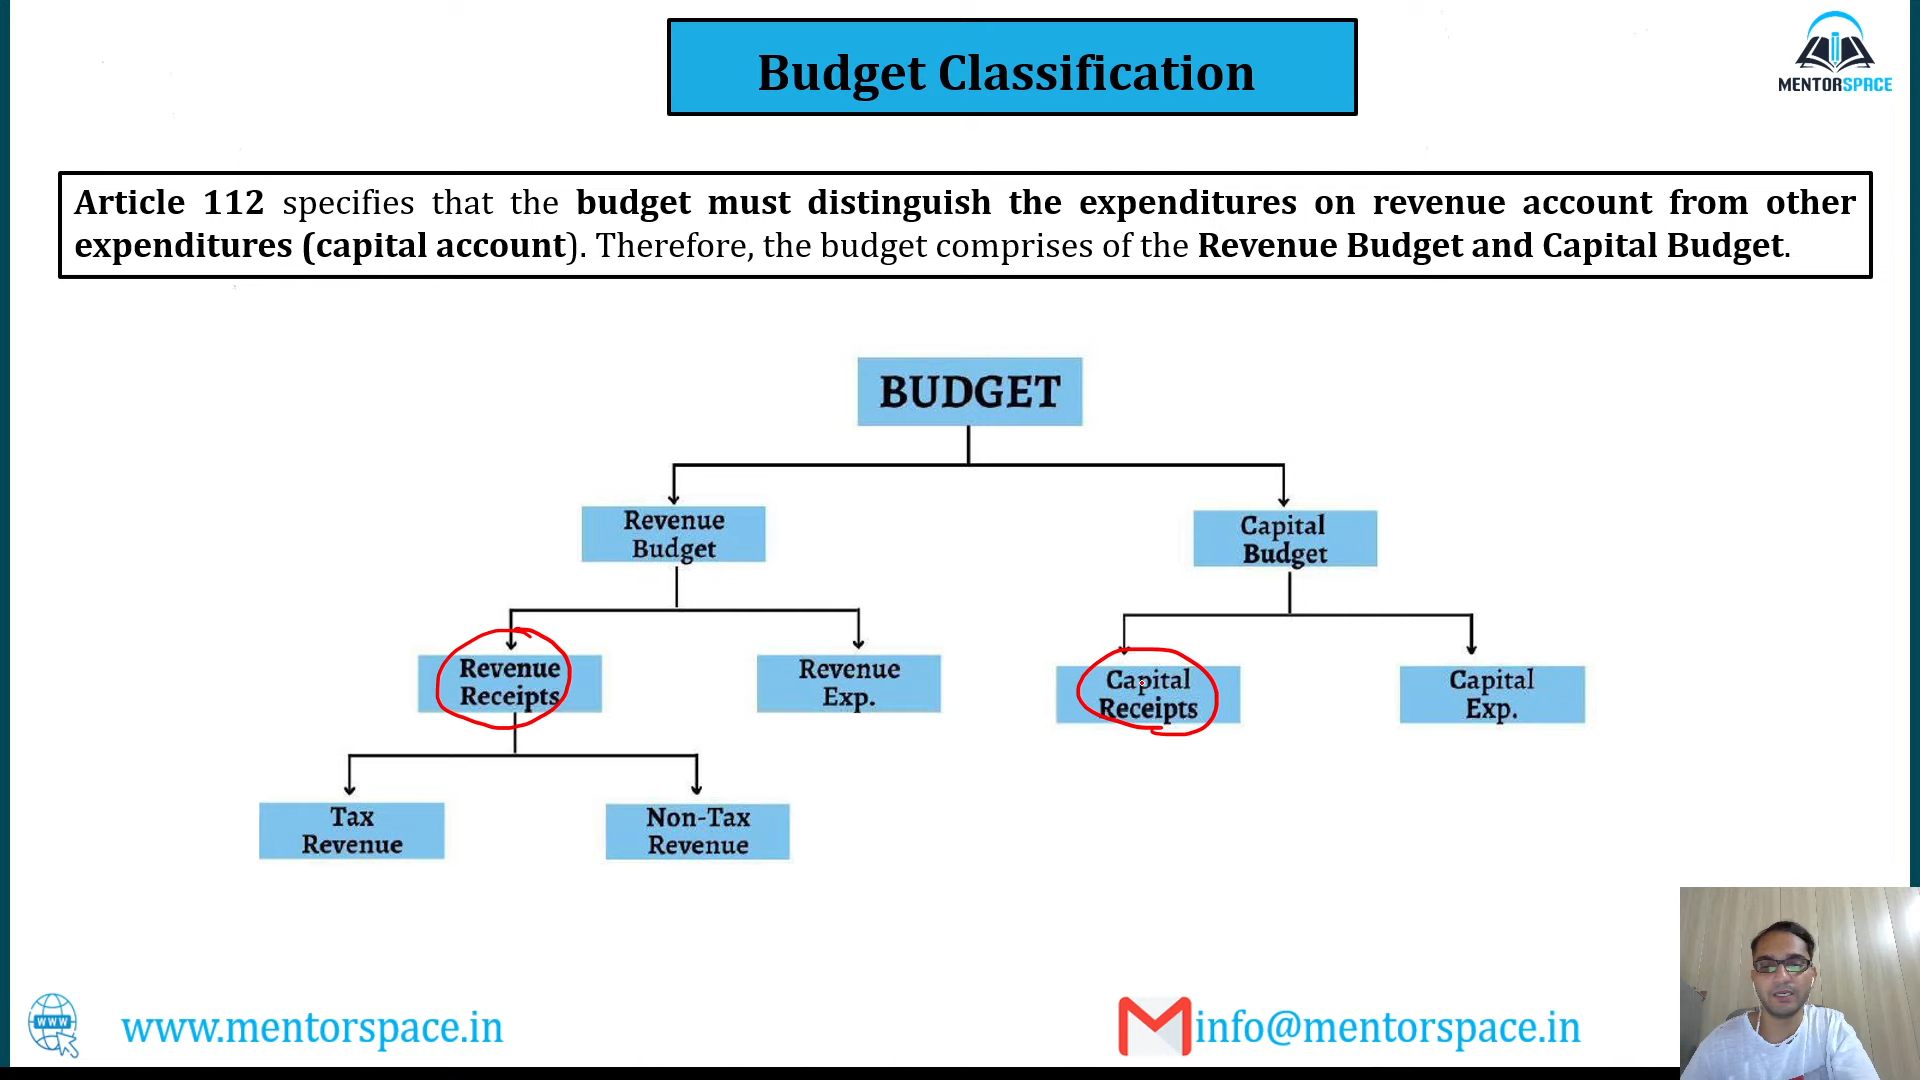 Budget Classification
MENTORSPACE
Article 112 specifies that the budget must distinguish the expenditures on revenue account from other
expenditures (capital account). Therefore, the budget comprises of the Revenue Budget and Capital Budget.
BUDGET
Revenue
Budget
Capital
Budget
Revenue
Receipts
Revenue
Exp.
Capital
Receipts
Capital
Exp.
Tax
Revenue
Non-Tax
Revenue
WWW
www.mentorspace.in
info@mentorspace.in